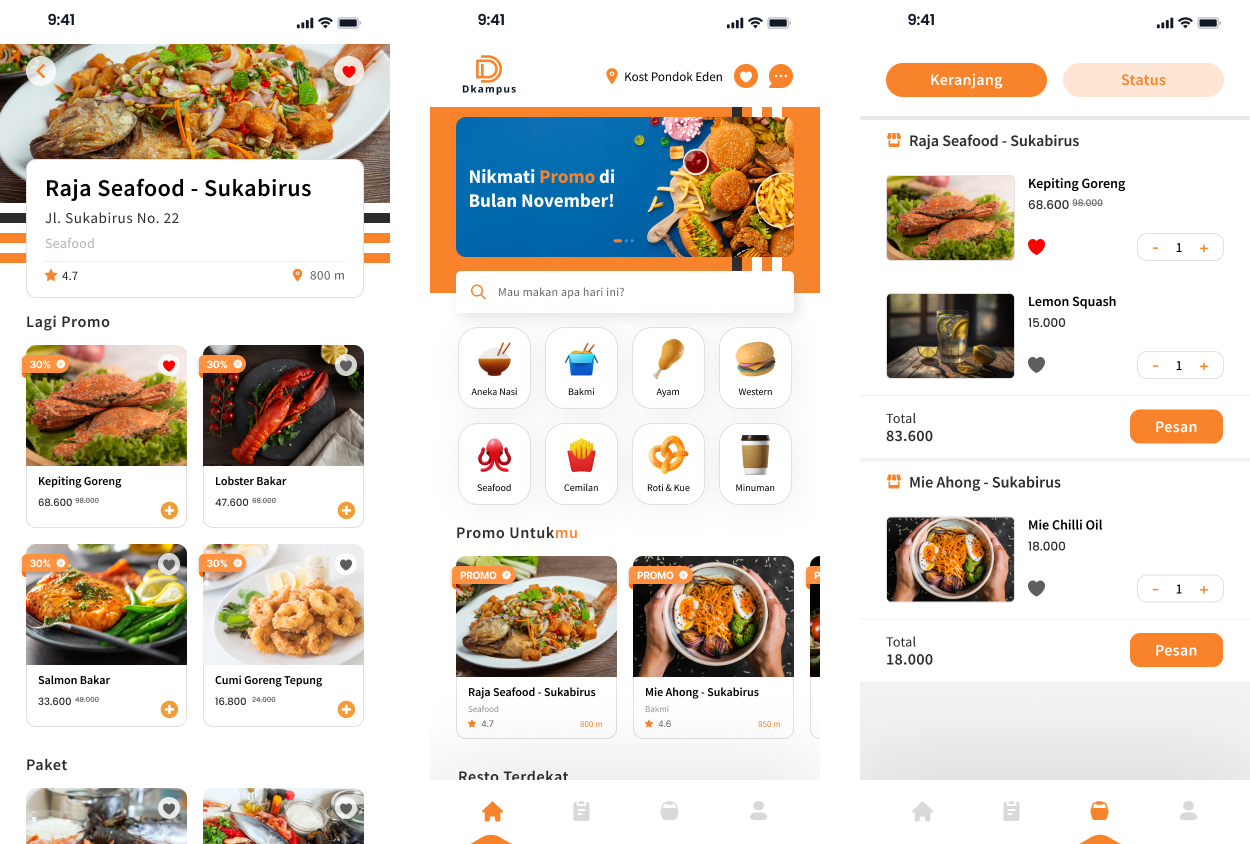 9:41
Raja Seafood - Sukabirus
Jl. Sukabirus No. 22
Seafood
4.7
800 m
Lagi Promo
30%
30%
Kepiting Goreng
68.600 98.000
Lobster Bakar
47.600 68.000
30%
30%
Salmon Bakar
33.600 48.000
Cumi Goreng Tepung
16.800 24.000
Paket
9:41
Dkampus
Kost Pondok Eden
Nikmati Promo di
Bulan November!
Mau makan apa hari ini?
Aneka Nasi
Bakmi
Ayam
Western
Seafood
Cemilan
Roti & Kue
Minuman
Promo Untukmu
PROMO
PROMO
P
Raja Seafood - Sukabirus
Seafood
4.7
800 m
Mie Ahong - Sukabirus
Bakmi
4.6
850 m
Resto Terdekat
9:41
Keranjang
Status
Raja Seafood - Sukabirus
Kepiting Goreng
68.600 98.000
- 1 +
Lemon Squash
15.000
- 1 +
Total
83.600
Pesan
Mie Ahong - Sukabirus
Mie Chilli Oil
18.000
- 1 +
Total
18.000
Pesan